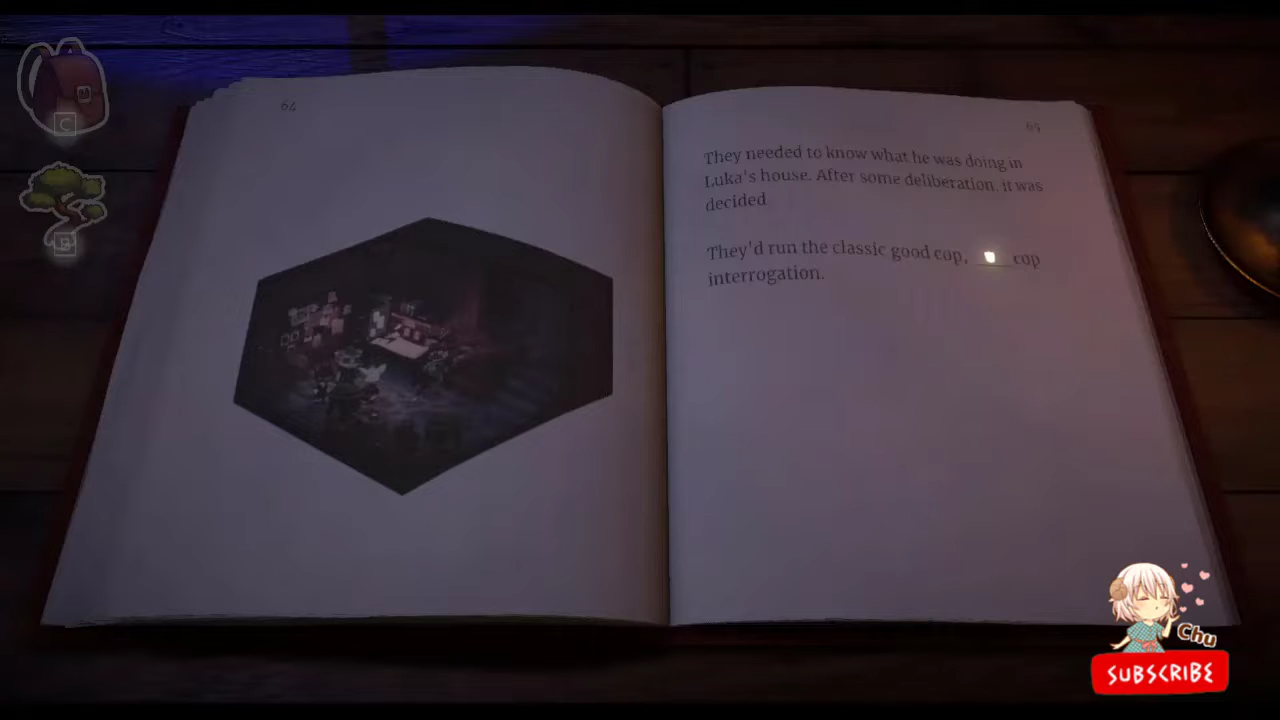 C
B
64
65
They needed to know what he was doing in
Luka's house. After some deliberation, it was
decided
They'd run the classic good cop, cop
interrogation.
Chu
SUBSCRIBE